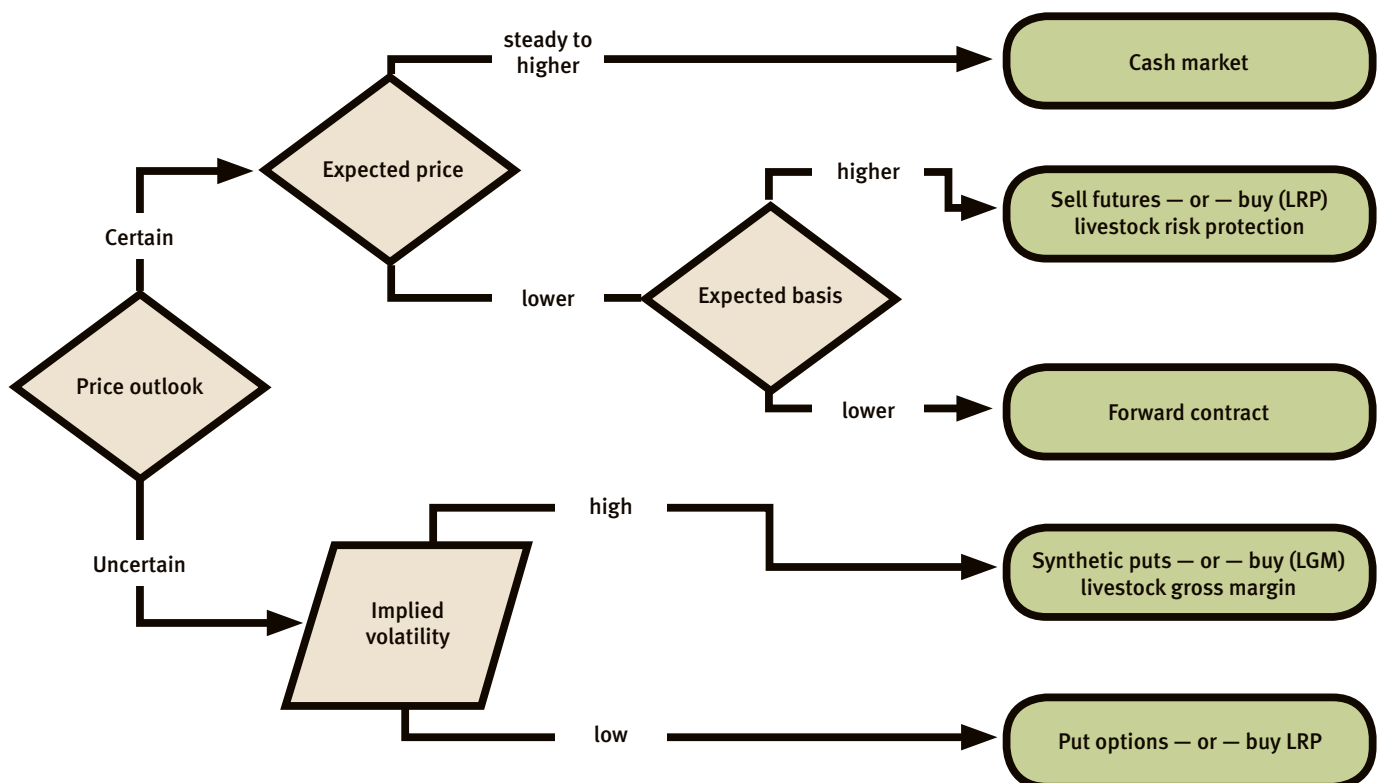 steady to
higher
Cash market
Expected price
higher
Sell futures — or — buy (LRP)
livestock risk protection
Certain
lower
Expected basis
Price outlook
lower
Forward contract
high
Uncertain
Synthetic puts — or — buy (LGM)
livestock gross margin
Implied
volatility
low
Put options — or — buy LRP